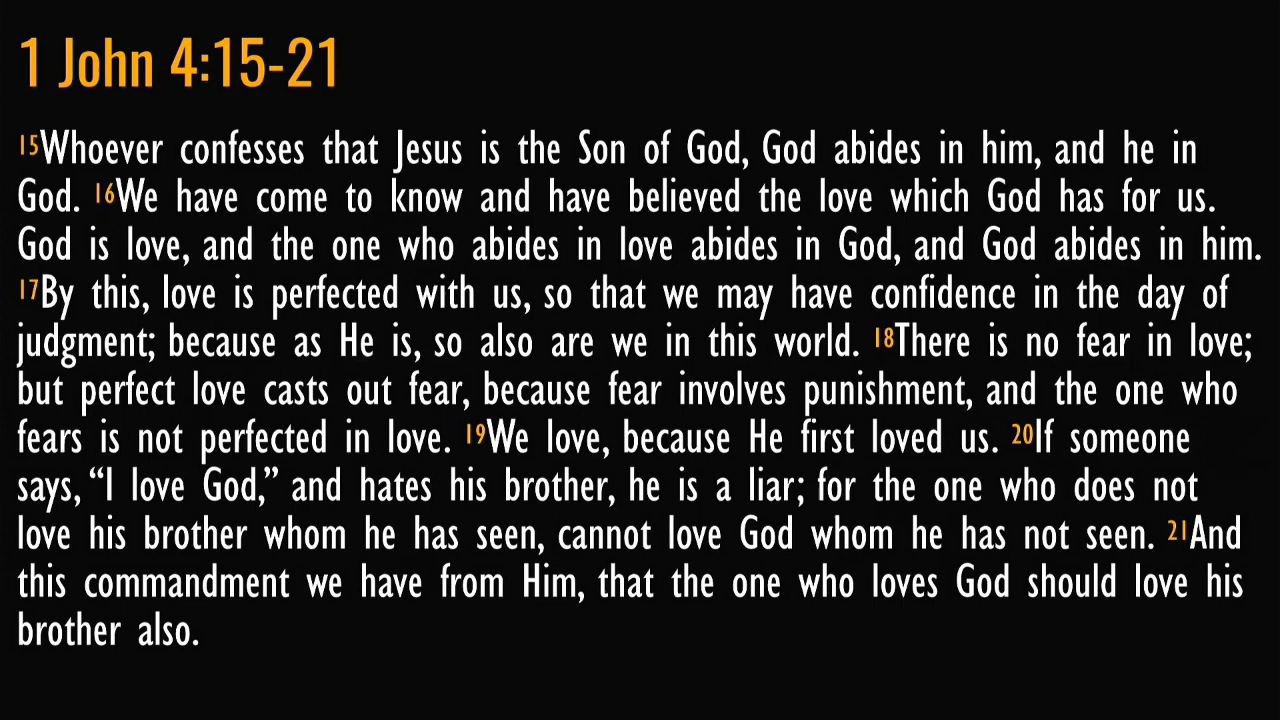 1 John 4:15-21
15Whoever confesses that Jesus is the Son of God, God abides in him, and he in
God. 16We have come to know and have believed the love which God has for us.
God is love, and the one who abides in love abides in God, and God abides in him.
17By this, love is perfected with us, so that we may have confidence in the day of
judgment; because as He is, so also are we in this world. 18There is no fear in love;
but perfect love casts out fear, because fear involves punishment, and the one who
fears is not perfected in love. 19We love, because He first loved us. 20If someone
says, “I love God,” and hates his brother, he is a liar; for the one who does not
love his brother whom he has seen, cannot love God whom he has not seen. 21And
this commandment we have from Him, that the one who loves God should love his
brother also.